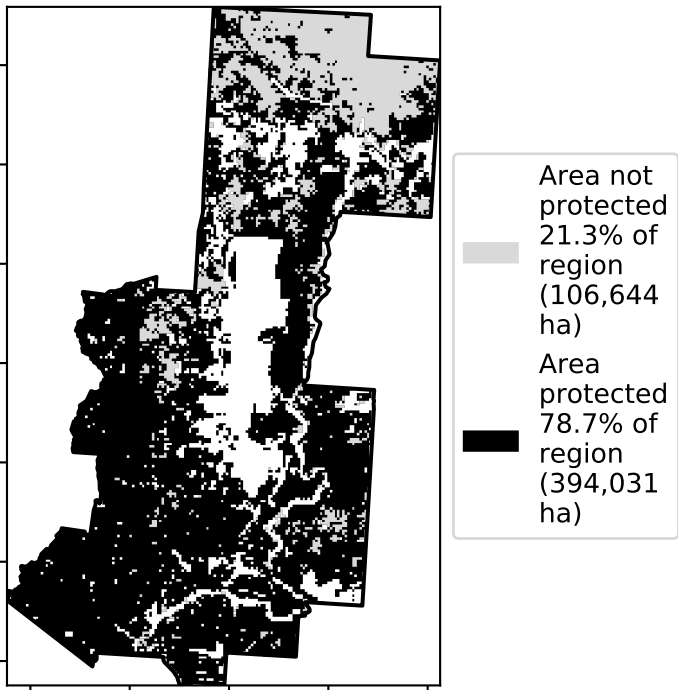 Area not
protected
21.3% of
region
(106,644
ha)
Area
protected
78.7% of
region
(394,031
ha)